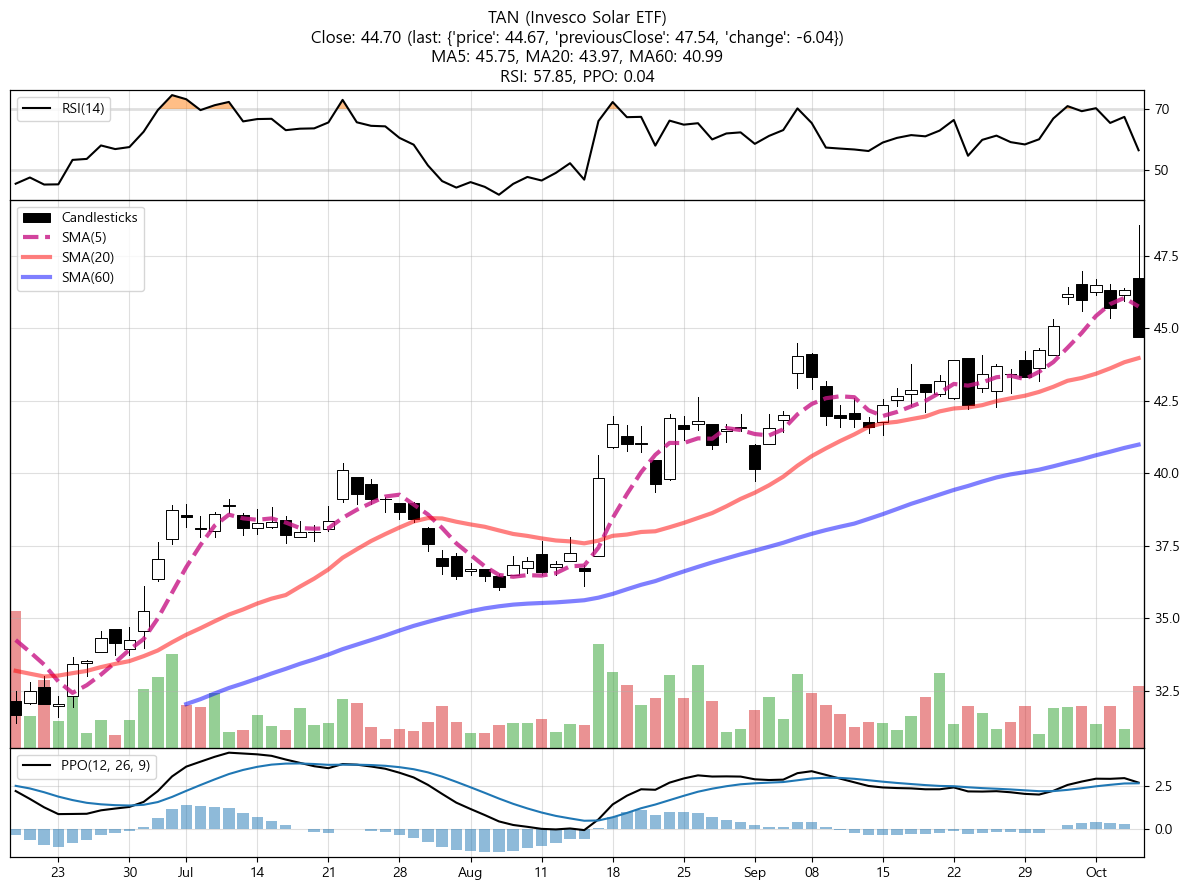 TAN (Invesco Solar ETF)
Close: 44.70 (last: {'price': 44.67, 'previousClose': 47.54, 'change': -6.04})
MA5: 45.75, MA20: 43.97, MA60: 40.99
RSI: 57.85, PPO: 0.04
RSI(14)
70
50
Candlesticks
SMA(5)
SMA(20)
SMA(60)
47.5
45.0
42.5
40.0
37.5
35.0
32.5
PPO(12, 26, 9)
2.5
0.0
23 30 Jul 14 21 28 Aug 11 18 25 Sep 08 15 22 29 Oct